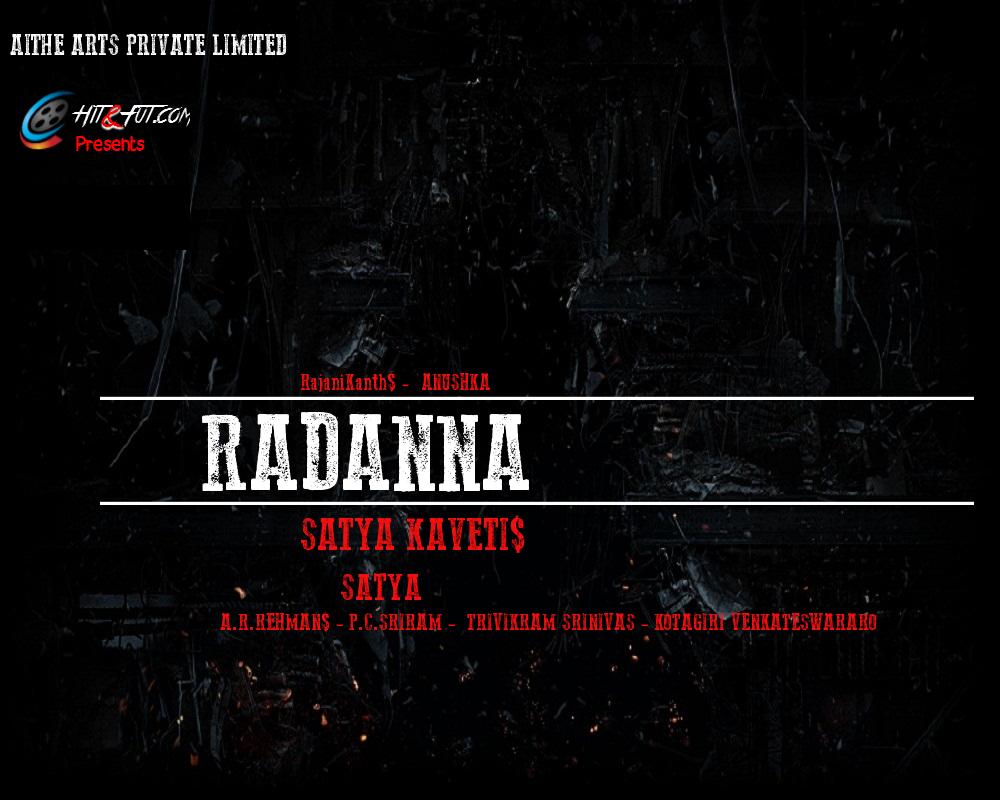 AITHE ARTS PRIVATE LIMITED
HIT&FUT.COM
Presents
RajaniKanth$ - ANUSHKA
RADANNA
SATYA KAVETI$
SATYA
A.R.REHMAN$ - P.C.SRIRAM - TRIVIKRAM SRINIVAS - KOTAGIRI VENKATESWARARO